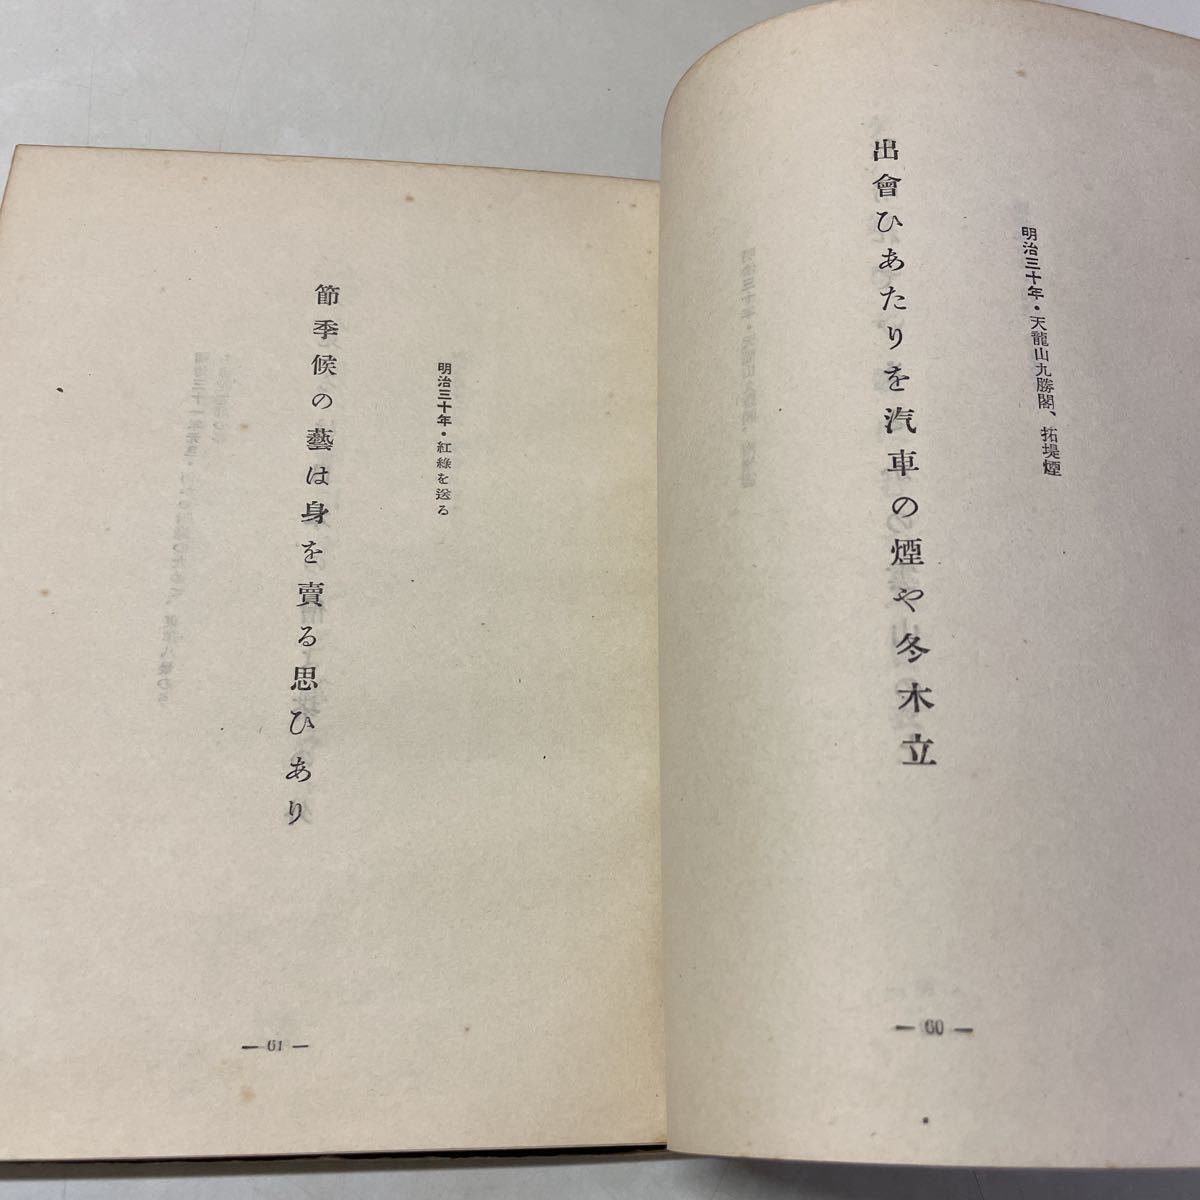 明治三十年・天龍山九勝閣、拓堤煙
出會ひあたりを汽車の煙や冬木立
— 60 —
明治三十年・紅綠を送る
節季候の藝は身を賣る思ひあり
— 61 —